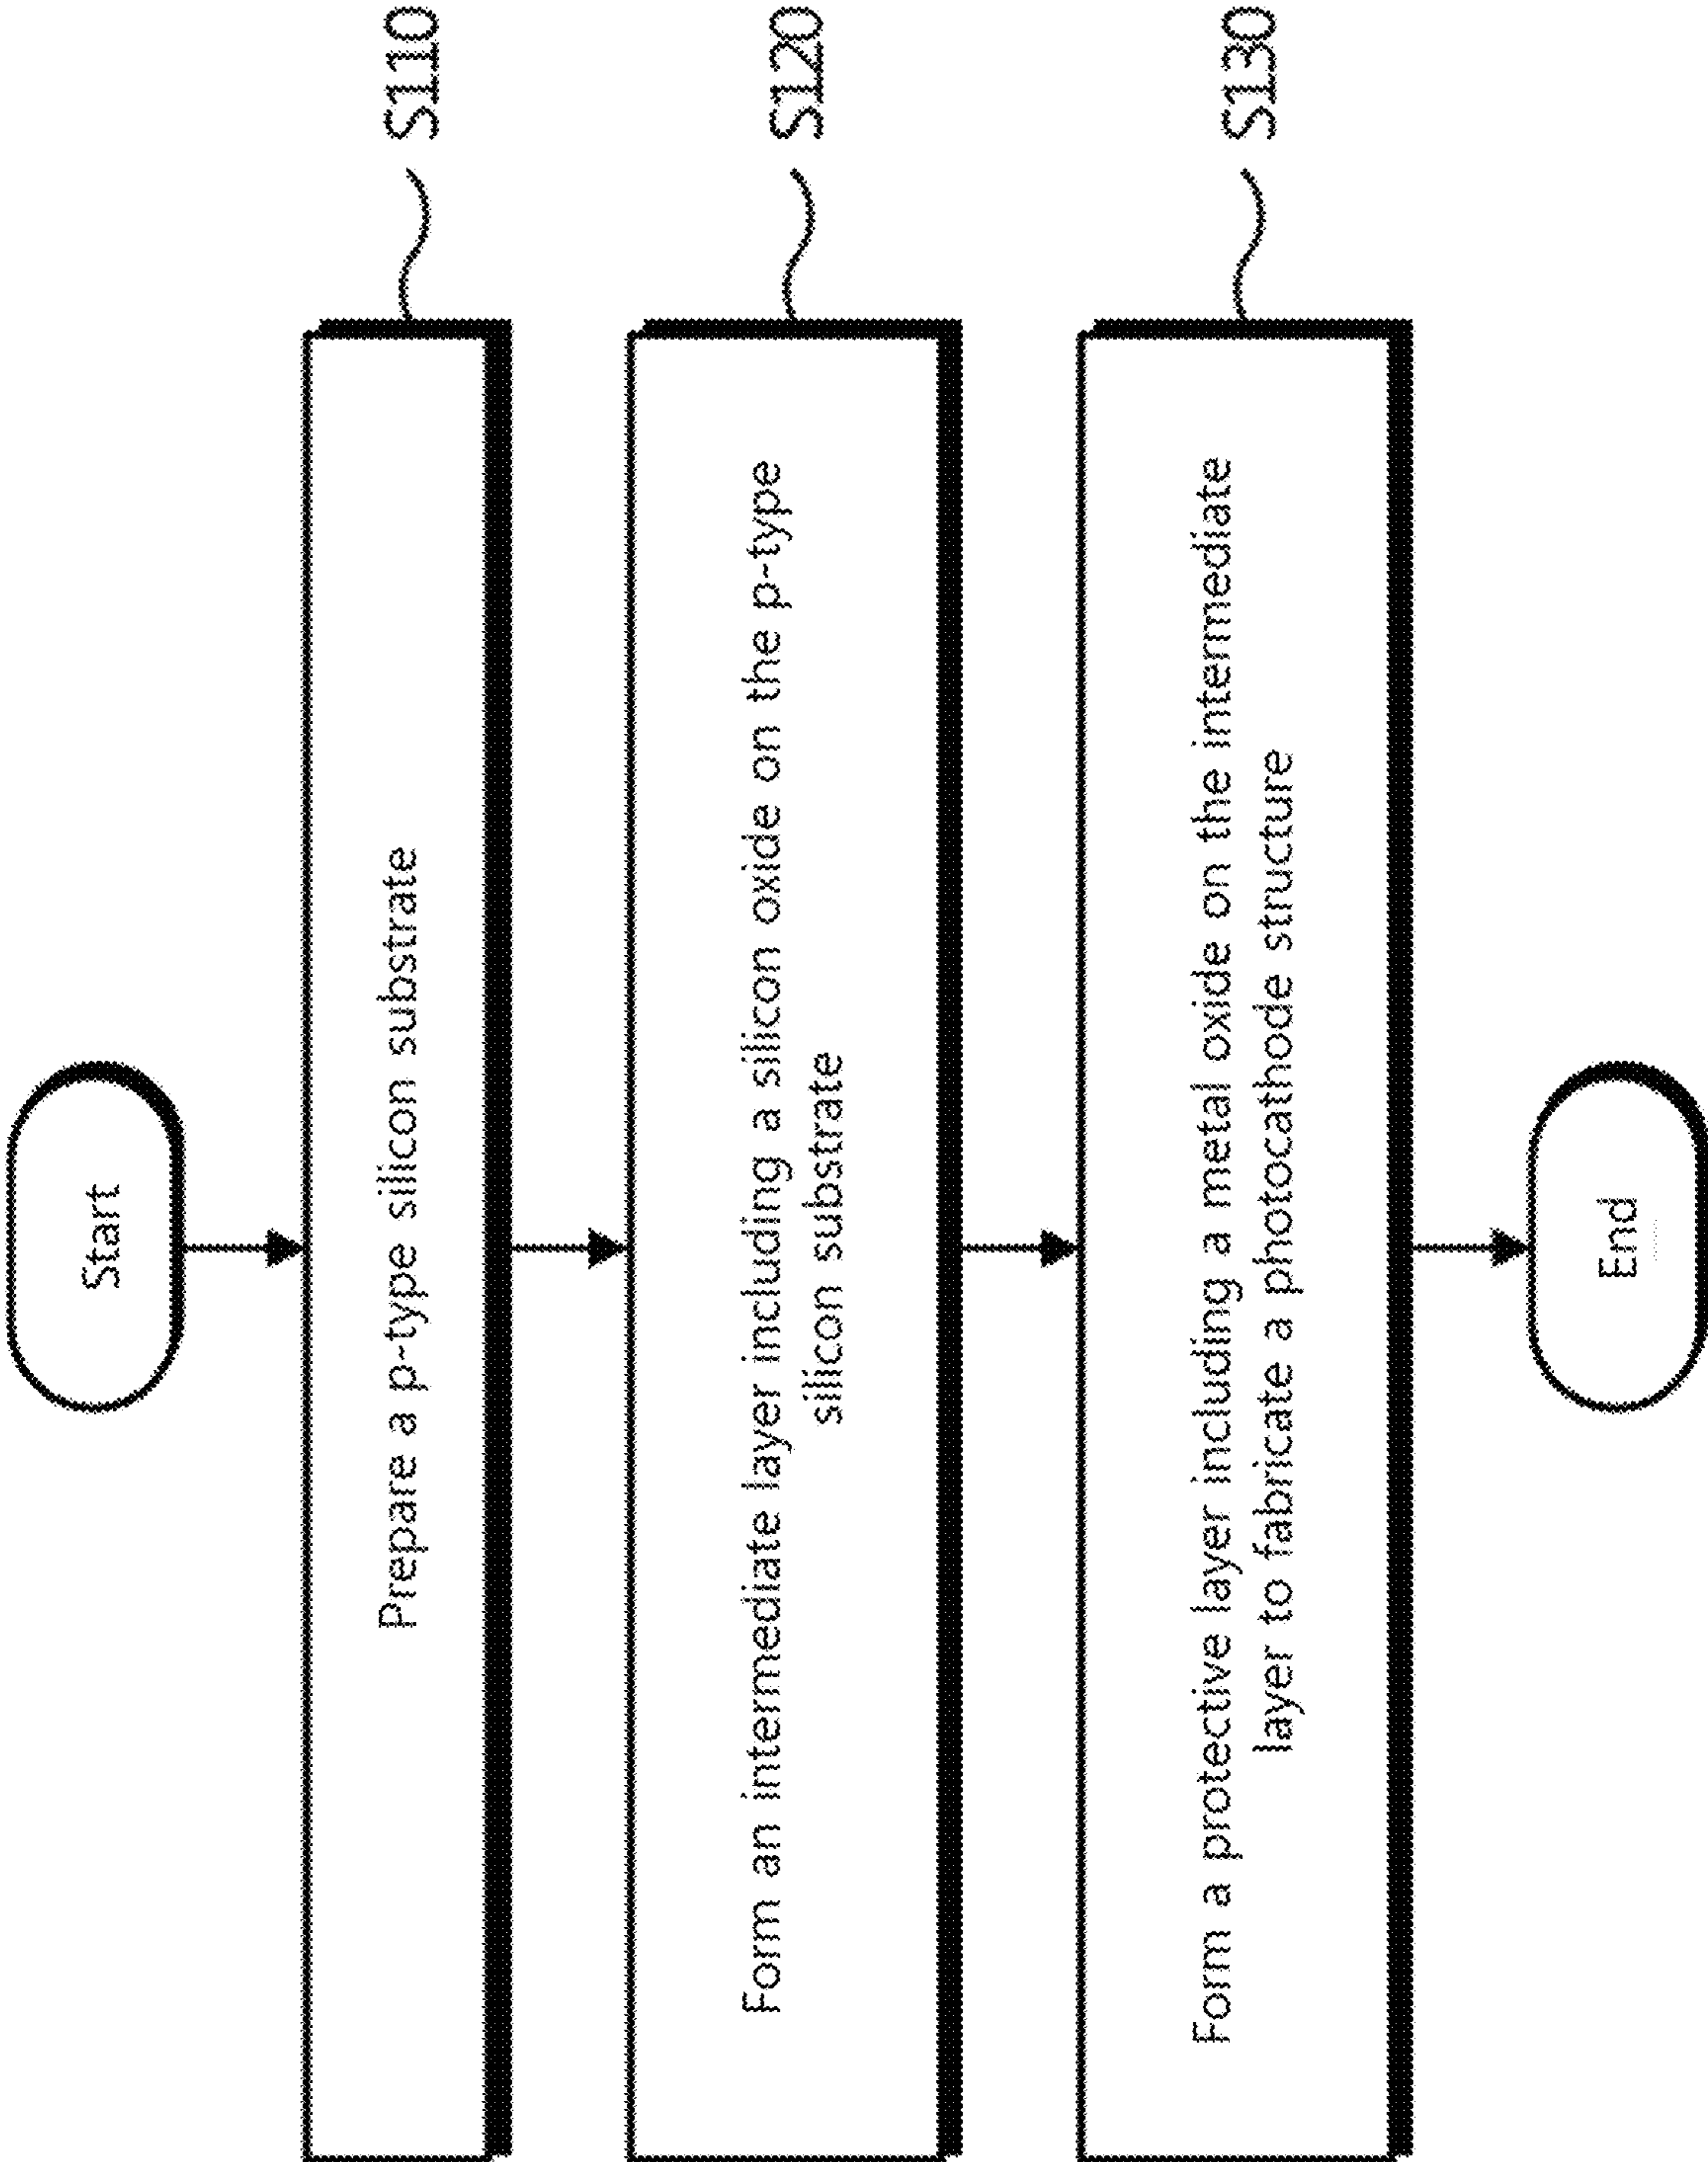 Start
Prepare a p-type silicon substrate
S110
Form an intermediate layer including a silicon oxide on the p-type
silicon substrate
S120
Form a protective layer including a metal oxide on the intermediate
layer to fabricate a photocathode structure
S130
End